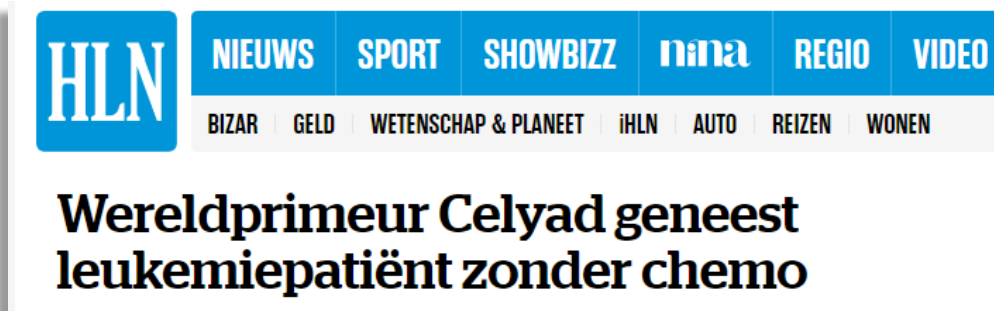 HLN
NIEUWS SPORT SHOWBIZZ nina REGIO VIDEO
BIZAR GELD WETENSCHAP & PLANEET iHLN AUTO REIZEN WONEN
Wereldprimeur Celyad geneest
leukemiepatiënt zonder chemo